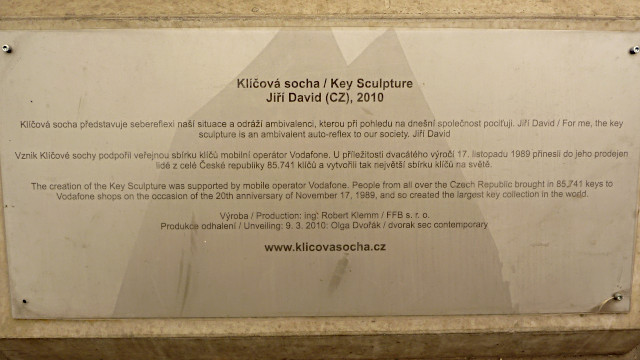 Klíčová socha / Key Sculpture
Jiří David (CZ), 2010
Klíčová socha představuje sebereflexi naší situace a odráží ambivalenci, kterou při pohledu na dnešní společnost pociťuji. Jiří David / For me, the key
sculpture is an ambivalent auto-reflex to our society. Jiří David
Vznik Klíčové sochy podpořil veřejnou sbírku klíčů mobilní operátor Vodafone. U příležitosti dvacátého výročí 17. listopadu 1989 přinesli do jeho prodejen
lidé z celé České republiky 85.741 klíčů a vytvořili tak největší sbírku klíčů na světě.
The creation of the Key Sculpture was supported by mobile operator Vodafone. People from all over the Czech Republic brought in 85,741 keys to
Vodafone shops on the occasion of the 20th anniversary of November 17, 1989, and so created the largest key collection in the world.
Výroba / Production: ing' Robert Klemm / FFB s. r. o.
Produkce odhalení / Unveiling: 9. 3. 2010: Olga Dvořák / dvorak sec contemporary
www.klicovasocha.cz